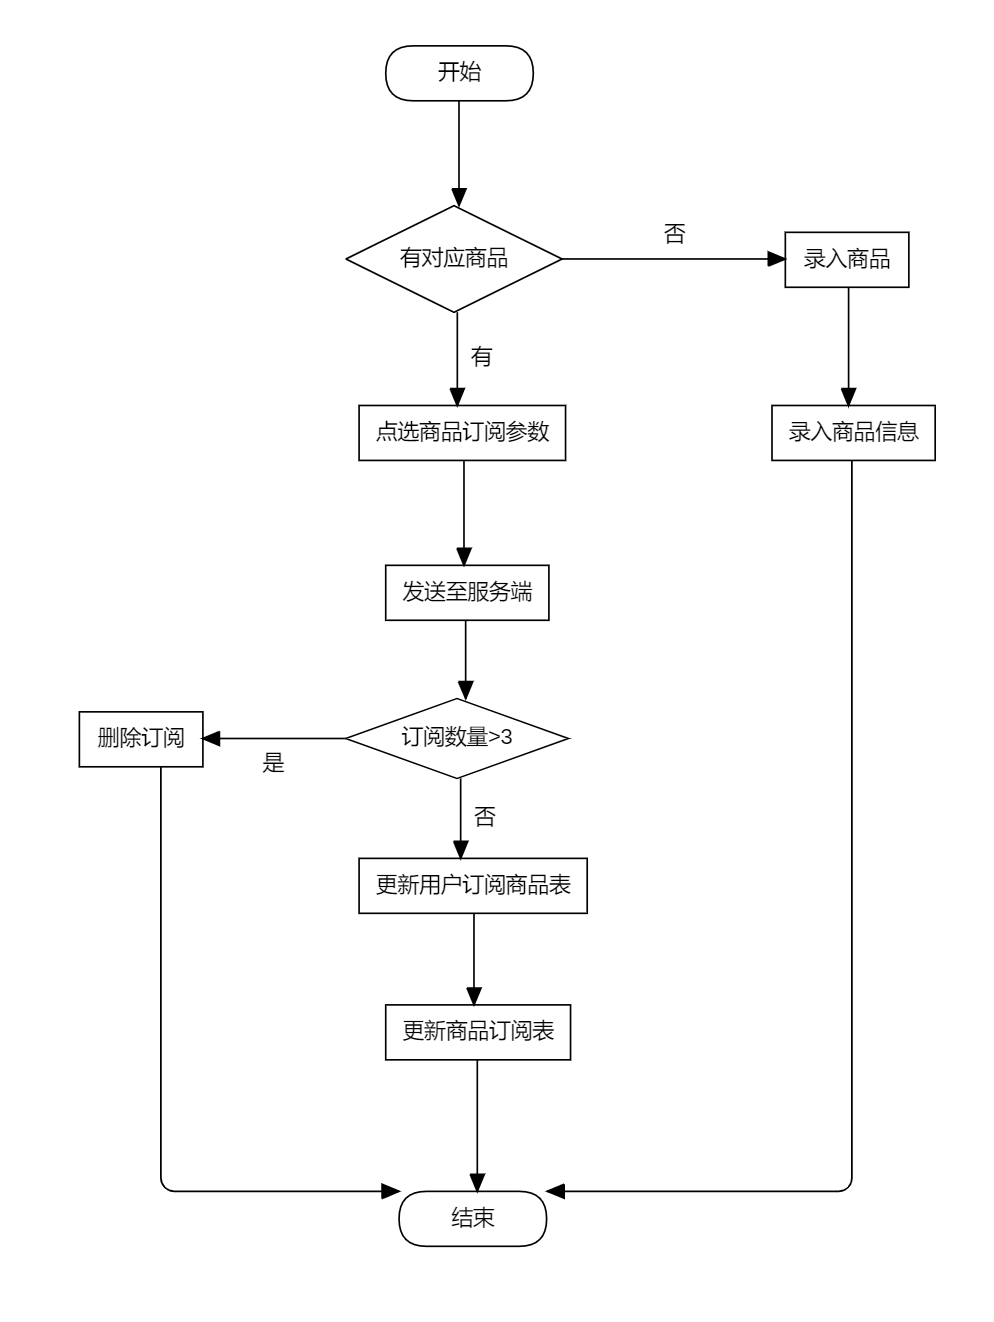 开始
有对应商品
否
录入商品
有
点选商品订阅参数
录入商品信息
发送至服务端
订阅数量>3
删除订阅
是
否
更新用户订阅商品表
更新商品订阅表
结束